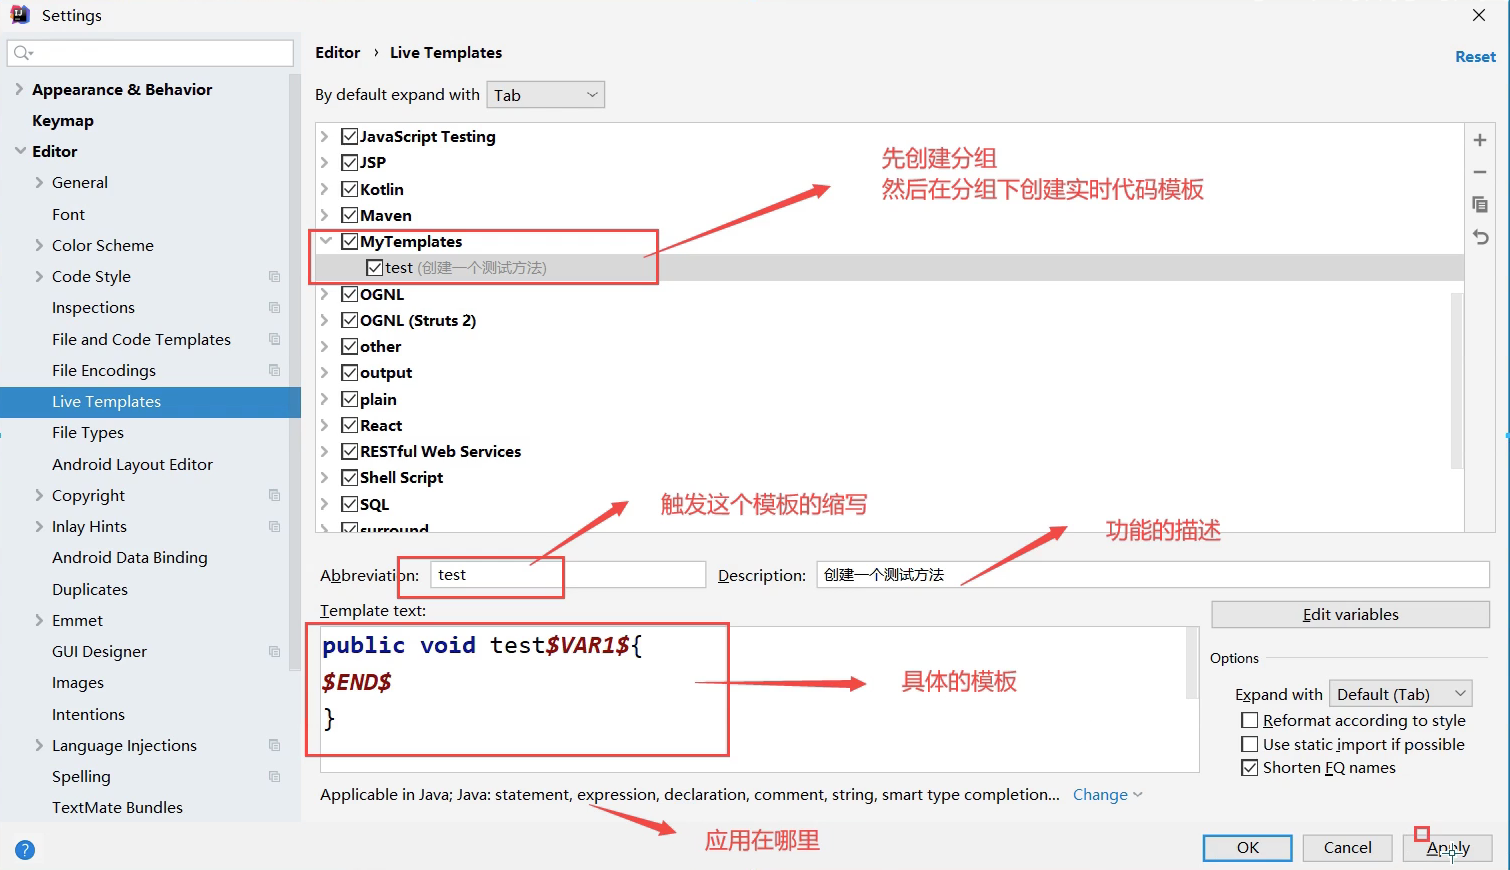 Settings
Editor › Live Templates
Reset
By default expand with Tab
Appearance & Behavior
Keymap
Editor
General
Font
Color Scheme
Code Style
Inspections
File and Code Templates
File Encodings
Live Templates
File Types
Android Layout Editor
Copyright
Inlay Hints
Android Data Binding
Duplicates
Emmet
GUI Designer
Images
Intentions
Language Injections
Spelling
TextMate Bundles
JavaScript Testing
JSP
Kotlin
Maven
MyTemplates
test (创建一个测试方法)
OGNL
OGNL (Struts 2)
other
output
plain
React
RESTful Web Services
Shell Script
SQL
surround
先创建分组
然后在分组下创建实时代码模板
触发这个模板的缩写
功能的描述
Abbreviation: test
Description: 创建一个测试方法
Template text:
public void test$VAR1${
$END$
}
具体的模板
Edit variables
Options
Expand with Default (Tab)
Reformat according to style
Use static import if possible
Shorten FQ names
Applicable in Java; Java: statement, expression, declaration, comment, string, smart type completion... Change
应用在哪里
?
OK
Cancel
Apply